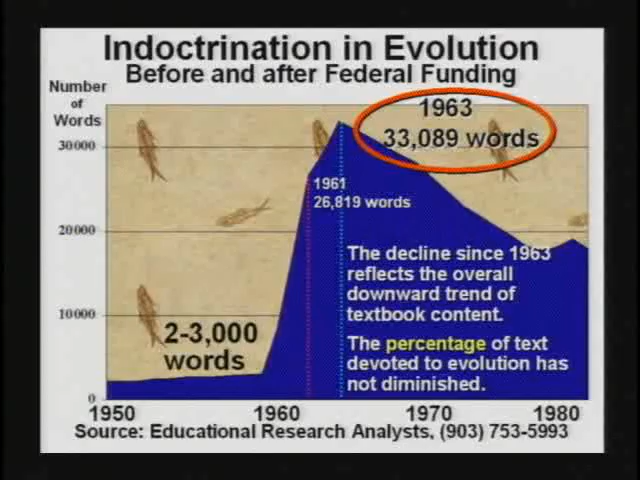 Indoctrination in Evolution
Before and after Federal Funding
Number
of
Words
1963
33,089 words
30000
1961
26,819 words
20000
The decline since 1963
reflects the overall
downward trend of
textbook content.
10000
2-3,000
words
The percentage of text
devoted to evolution has
not diminished.
0
1950
1960
1970
1980
Source: Educational Research Analysts, (903) 753-5993